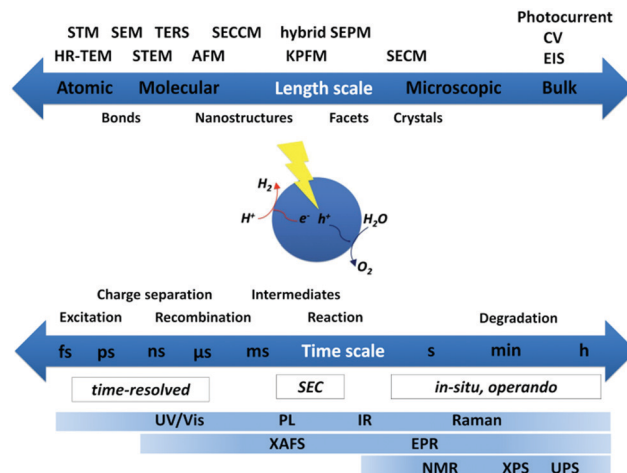 Photocurrent
STM SEM TERS SECCM hybrid SEPM CV
HR-TEM STEM AFM KPFM SECM EIS
Atomic Molecular Length scale Microscopic Bulk
Bonds Nanostructures Facets Crystals
H2
H+ e- h+ H2O
O2
Charge separation Intermediates
Excitation Recombination Reaction Degradation
fs ps ns µs ms Time scale s min h
time-resolved SEC in-situ, operando
UV/Vis PL IR Raman
XAFS EPR
NMR XPS UPS